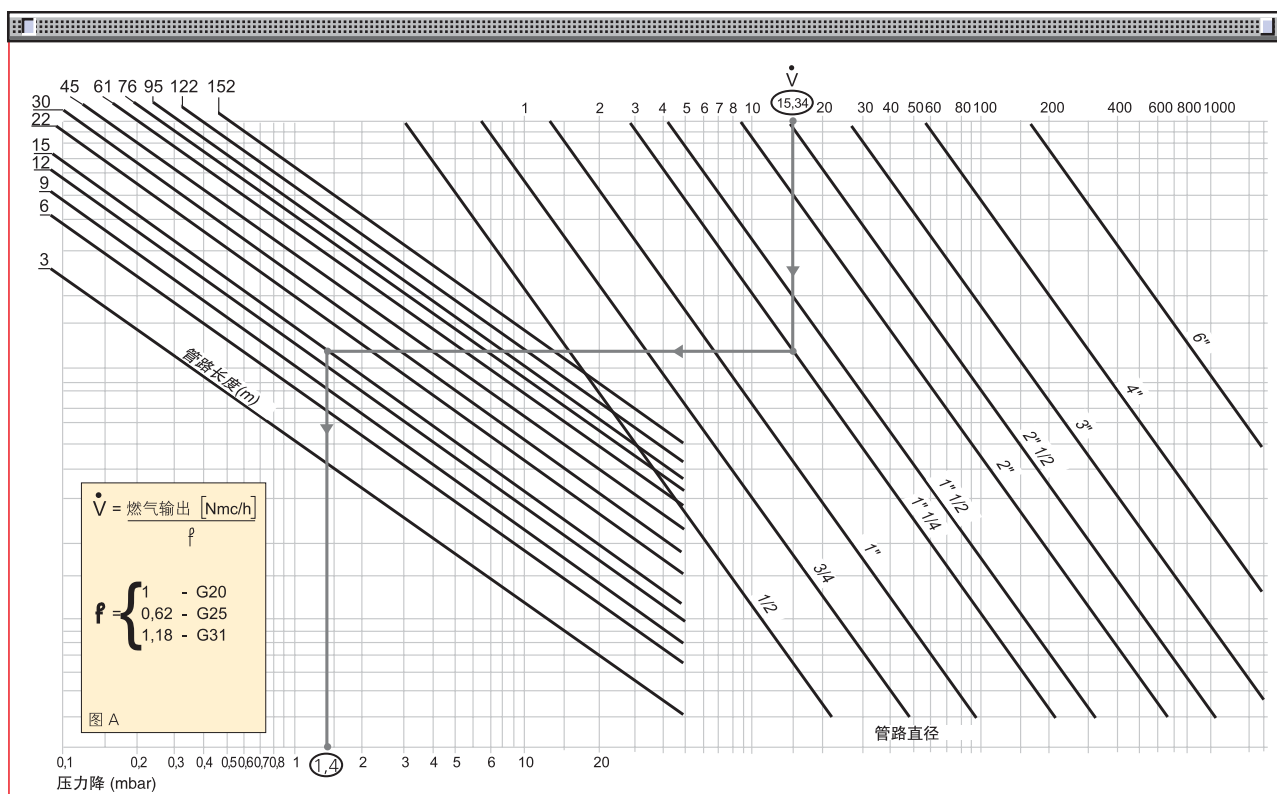 V̇
45 61 76 95 122 152
1 2 3 4 5 6 7 8 10 15,34 20 30 40 50 60 80 100 200 400 600 800 1000
30
22
15
12
9
6
3
管路长度(m)
6"
4"
3"
2" 1/2
2"
1" 1/2
1" 1/4
1"
3/4
1/2
V̇ = 燃气输出 [Nmc/h]
f
f = { 1 - G20
0,62 - G25
1,18 - G31
图 A
管路直径
0,1 0,2 0,3 0,4 0,5 0,6 0,7 0,8 1 1,4 2 3 4 5 6 10 20
压力降 (mbar)